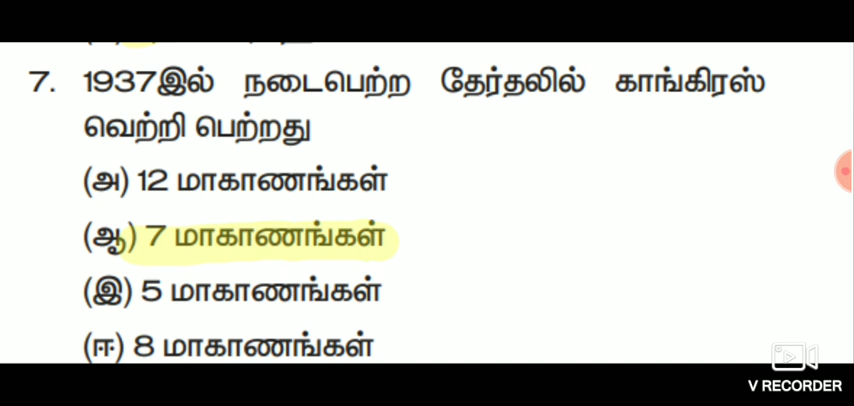 7. 1937இல் நடைபெற்ற தேர்தலில் காங்கிரஸ்
வெற்றி பெற்றது
(அ) 12 மாகாணங்கள்
(ஆ) 7 மாகாணங்கள்
(இ) 5 மாகாணங்கள்
(ஈ) 8 மாகாணங்கள்
V RECORDER